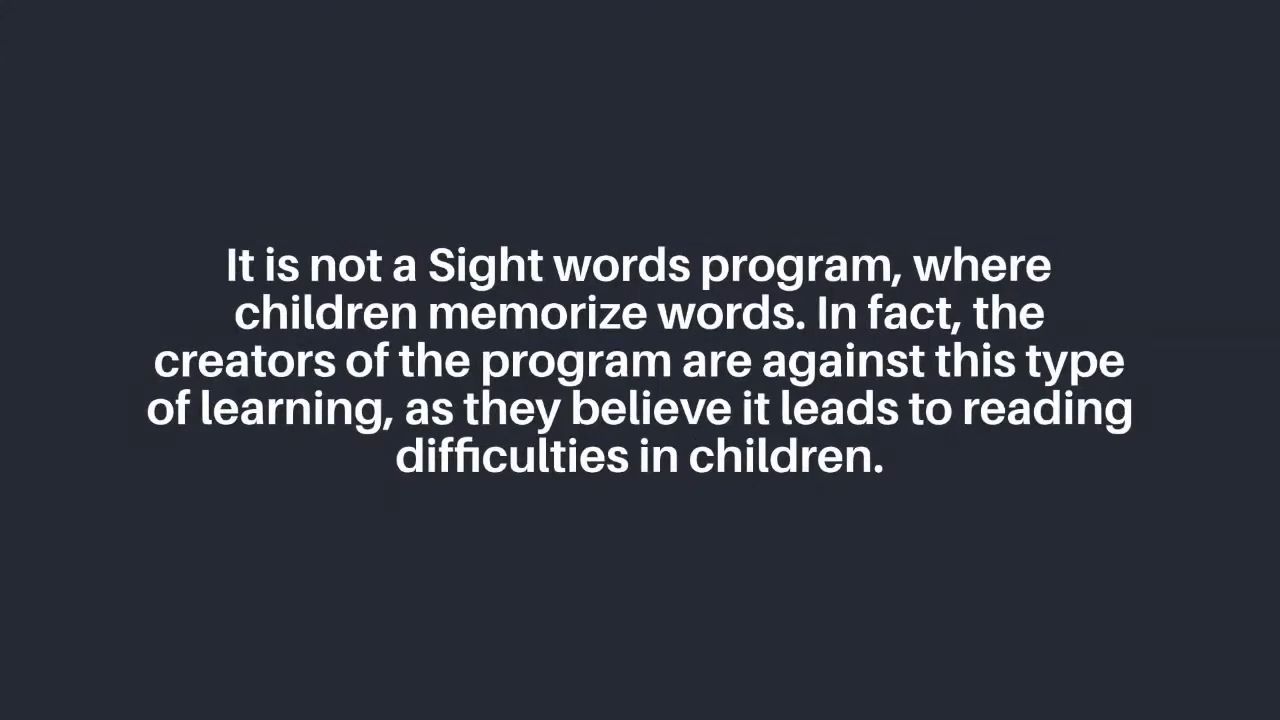 It is not a Sight words program, where
children memorize words. In fact, the
creators of the program are against this type
of learning, as they believe it leads to reading
difficulties in children.